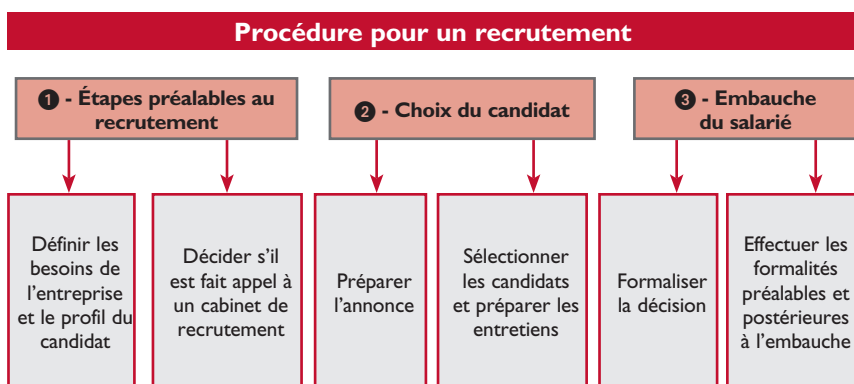 Procédure pour un recrutement
❶ - Étapes préalables au
recrutement
❷ - Choix du candidat
❸ - Embauche
du salarié
Définir les
besoins de
l'entreprise
et le profil du
candidat
Décider s'il
est fait appel à
un cabinet de
recrutement
Préparer
l'annonce
Sélectionner
les candidats
et préparer les
entretiens
Formaliser
la décision
Effectuer les
formalités
préalables et
postérieures
à l'embauche